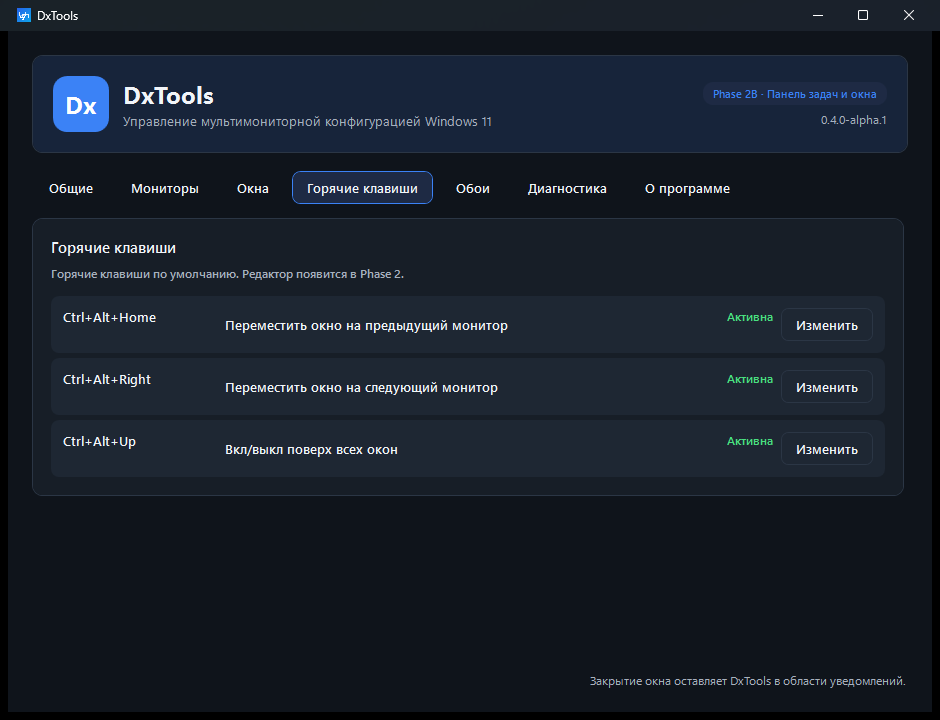 DxTools
Dx
DxTools
Управление мультимониторной конфигурацией Windows 11
Phase 2B · Панель задач и окна
0.4.0-alpha.1
Общие Мониторы Окна Горячие клавиши Обои Диагностика О программе
Горячие клавиши
Горячие клавиши по умолчанию. Редактор появится в Phase 2.
Ctrl+Alt+Home Переместить окно на предыдущий монитор Активна Изменить
Ctrl+Alt+Right Переместить окно на следующий монитор Активна Изменить
Ctrl+Alt+Up Вкл/выкл поверх всех окон Активна Изменить
Закрытие окна оставляет DxTools в области уведомлений.